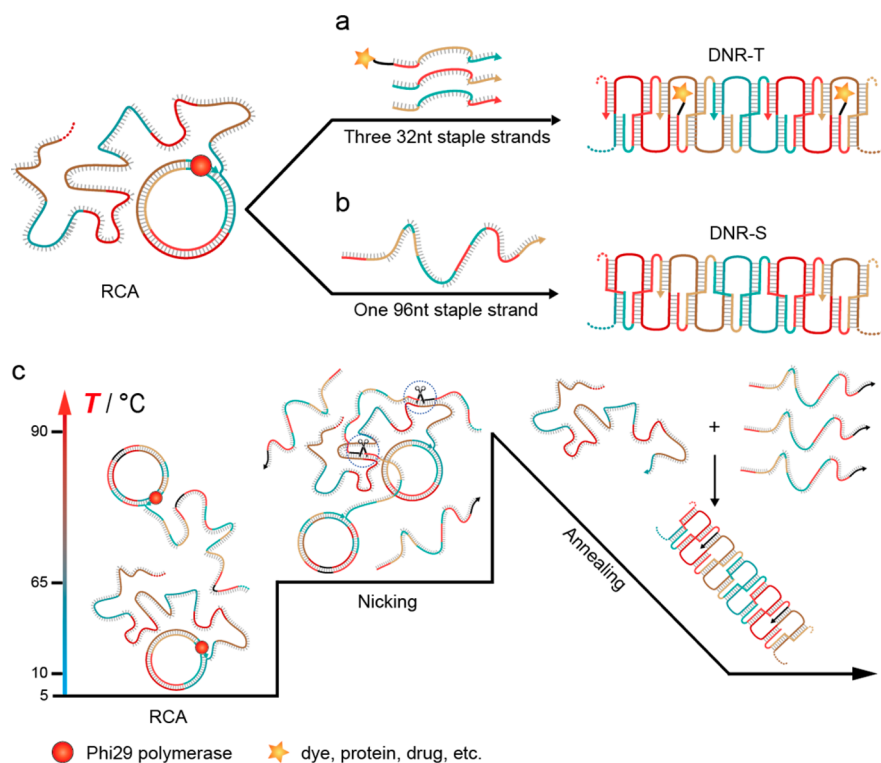 a
DNR-T
Three 32nt staple strands
b
DNR-S
RCA
One 96nt staple strand
c
T / °C
90
65
10
5
Nicking
+
Annealing
RCA
Phi29 polymerase
dye, protein, drug, etc.